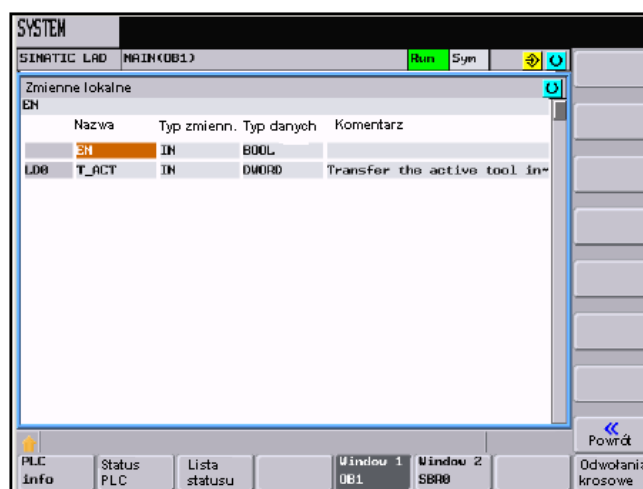 SYSTEM
SIMATIC LAD MAIN(OB1) Run Sym
Zmienne lokalne
EN
Nazwa Typ zmienn. Typ danych Komentarz
EN IN BOOL
LD0 T_ACT IN DWORD Transfer the active tool in~
Powrót
PLC info
Status PLC
Lista statusu
Window 1 OB1
Window 2 SBR0
Odwołania krosowe